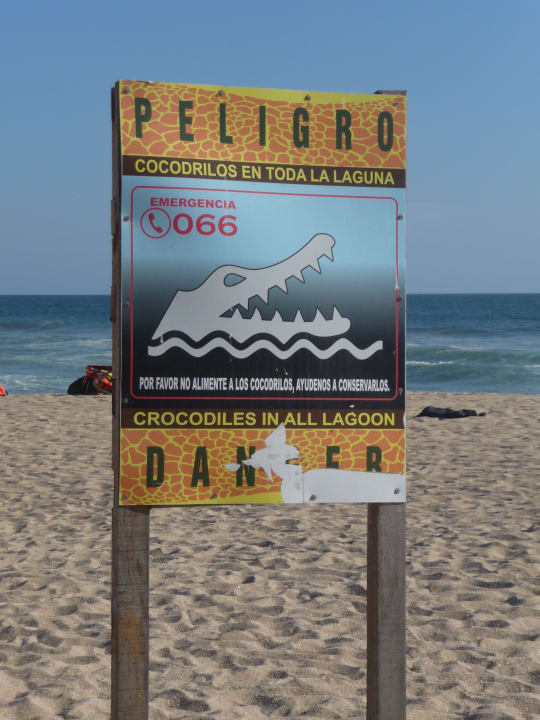 PELIGRO
COCODRILOS EN TODA LA LAGUNA
EMERGENCIA
066
POR FAVOR NO ALIMENTE A LOS COCODRILOS, AYUDENOS A CONSERVARLOS.
CROCODILES IN ALL LAGOON
DAN ER